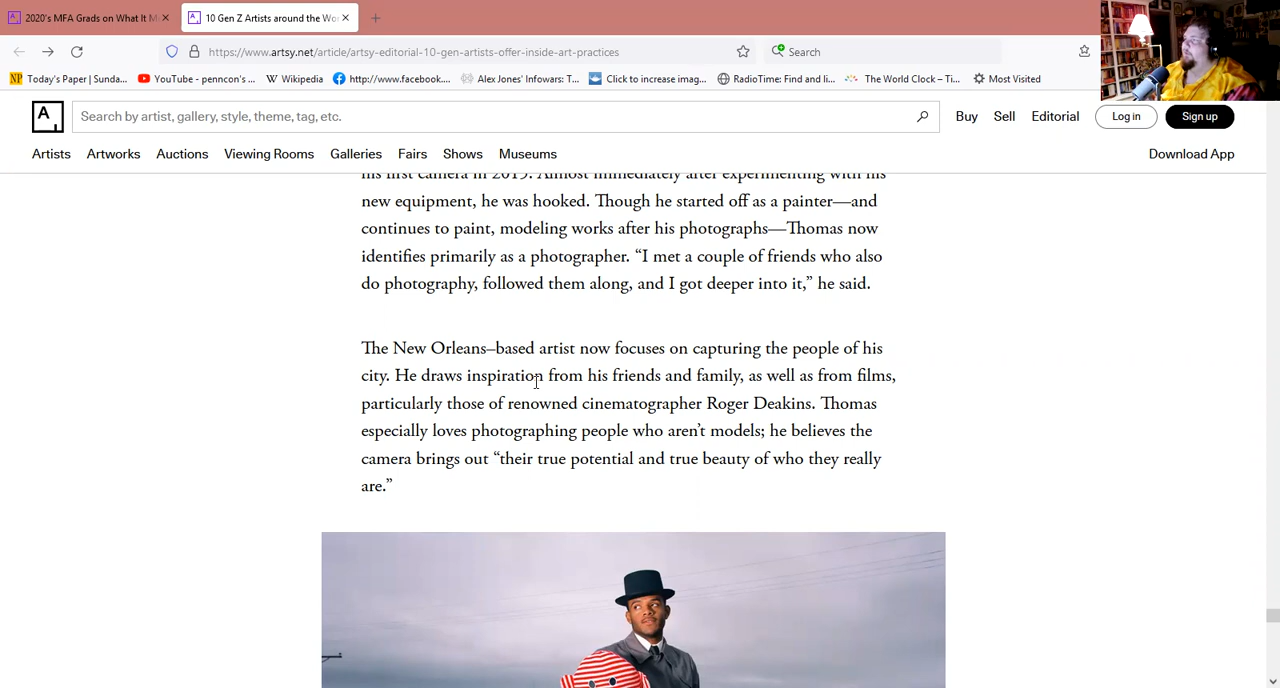 2020's MFA Grads on What It M
10 Gen Z Artists around the Wo
https://www.artsy.net/article/artsy-editorial-10-gen-artists-offer-inside-art-practices
Search
Today's Paper | Sunda...
YouTube - penncon's ...
Wikipedia
http://www.facebook....
Alex Jones' Infowars: T...
Click to increase imag...
RadioTime: Find and li...
The World Clock – Ti...
Most Visited
A
Search by artist, gallery, style, theme, tag, etc.
Buy
Sell
Editorial
Log in
Sign up
Artists
Artworks
Auctions
Viewing Rooms
Galleries
Fairs
Shows
Museums
Download App
his first camera in 2015. Almost immediately after experimenting with his
new equipment, he was hooked. Though he started off as a painter—and
continues to paint, modeling works after his photographs—Thomas now
identifies primarily as a photographer. “I met a couple of friends who also
do photography, followed them along, and I got deeper into it,” he said.
The New Orleans–based artist now focuses on capturing the people of his
city. He draws inspiration from his friends and family, as well as from films,
particularly those of renowned cinematographer Roger Deakins. Thomas
especially loves photographing people who aren’t models; he believes the
camera brings out “their true potential and true beauty of who they really
are.”